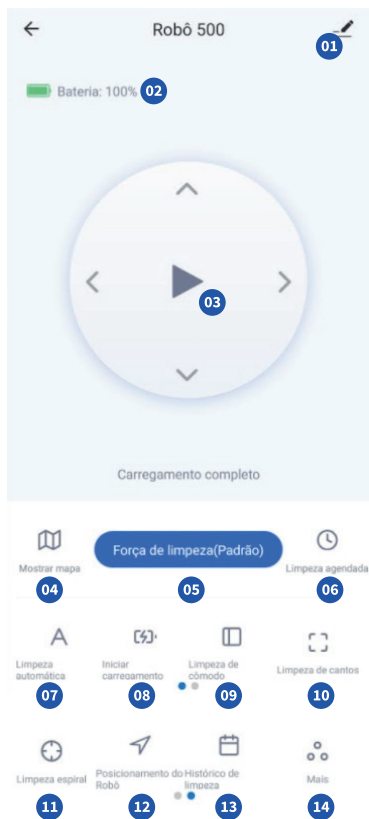 Robô 500
01
Bateria: 100% 02
03
Carregamento completo
Força de limpeza(Padrão)
Mostrar mapa
Limpeza agendada
04
05
06
A
Limpeza
automática
Iniciar
carregamento
Limpeza de
cômodo
Limpeza de cantos
07
08
09
10
Limpeza espiral
Posicionamento do
Robô
Histórico de
limpeza
Mais
11
12
13
14